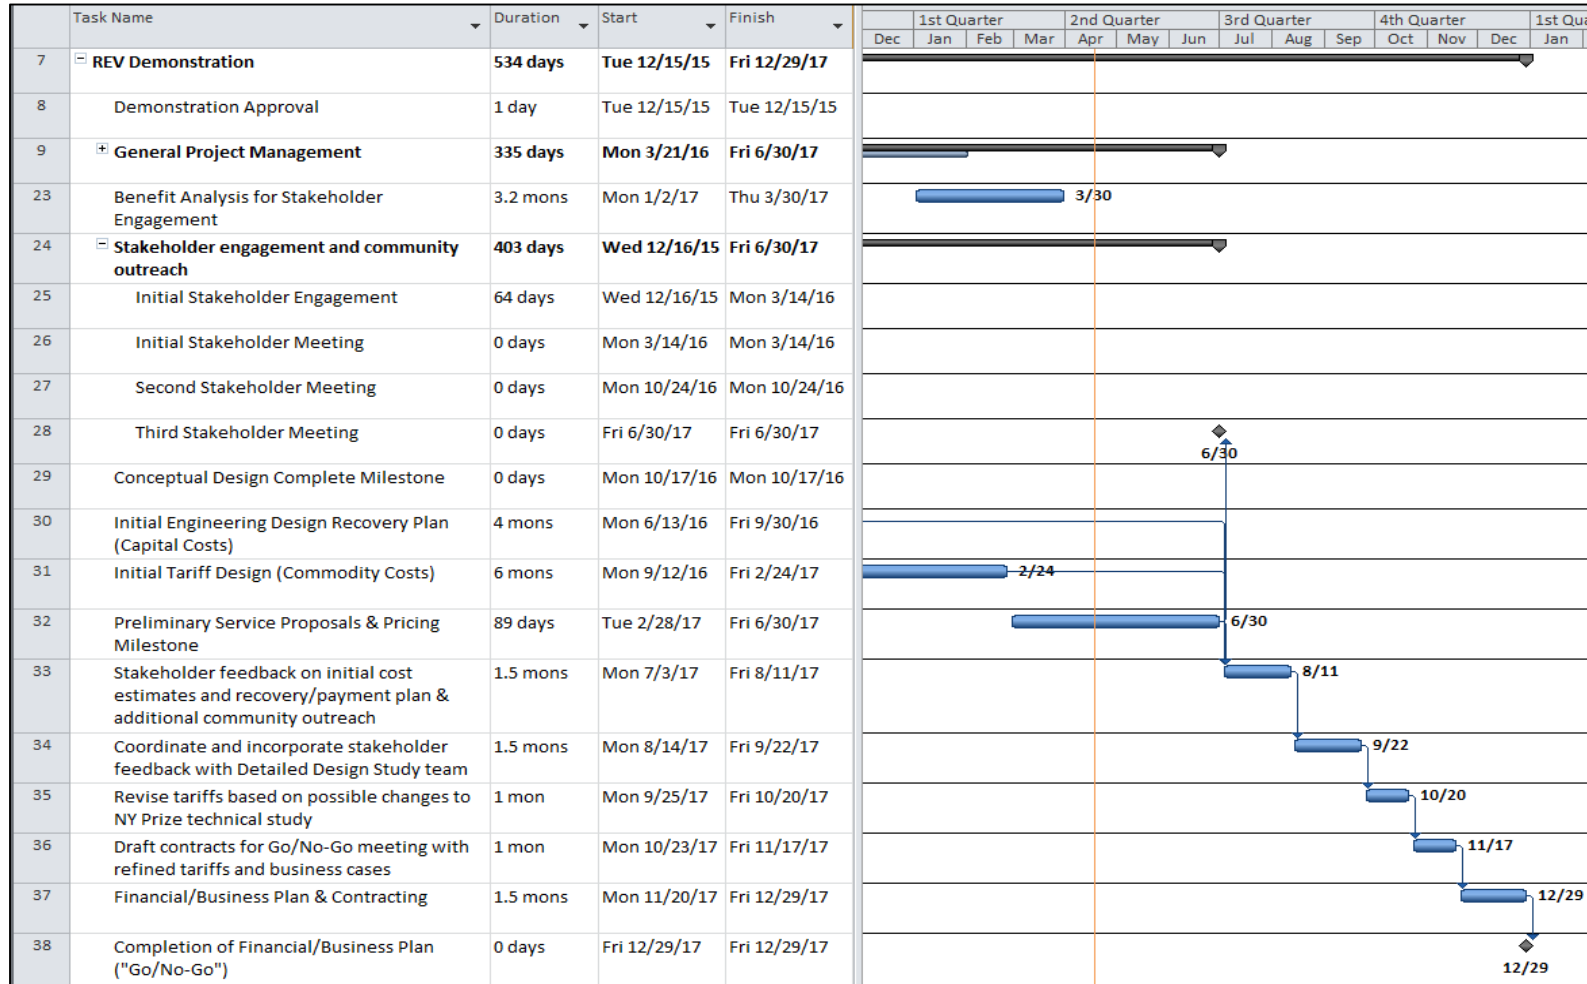 Task Name Duration Start Finish
1st Quarter 2nd Quarter 3rd Quarter 4th Quarter 1st Qua
Dec Jan Feb Mar Apr May Jun Jul Aug Sep Oct Nov Dec Jan
7 REV Demonstration 534 days Tue 12/15/15 Fri 12/29/17
8 Demonstration Approval 1 day Tue 12/15/15 Tue 12/15/15
9 General Project Management 335 days Mon 3/21/16 Fri 6/30/17
23 Benefit Analysis for Stakeholder 3.2 mons Mon 1/2/17 Thu 3/30/17 3/30
Engagement
24 Stakeholder engagement and community 403 days Wed 12/16/15 Fri 6/30/17
outreach
25 Initial Stakeholder Engagement 64 days Wed 12/16/15 Mon 3/14/16
26 Initial Stakeholder Meeting 0 days Mon 3/14/16 Mon 3/14/16
27 Second Stakeholder Meeting 0 days Mon 10/24/16 Mon 10/24/16
28 Third Stakeholder Meeting 0 days Fri 6/30/17 Fri 6/30/17
6/30
29 Conceptual Design Complete Milestone 0 days Mon 10/17/16 Mon 10/17/16
30 Initial Engineering Design Recovery Plan 4 mons Mon 6/13/16 Fri 9/30/16
(Capital Costs)
31 Initial Tariff Design (Commodity Costs) 6 mons Mon 9/12/16 Fri 2/24/17 2/24
32 Preliminary Service Proposals & Pricing 89 days Tue 2/28/17 Fri 6/30/17 6/30
Milestone
33 Stakeholder feedback on initial cost 1.5 mons Mon 7/3/17 Fri 8/11/17 8/11
estimates and recovery/payment plan &
additional community outreach
34 Coordinate and incorporate stakeholder 1.5 mons Mon 8/14/17 Fri 9/22/17 9/22
feedback with Detailed Design Study team
35 Revise tariffs based on possible changes to 1 mon Mon 9/25/17 Fri 10/20/17 10/20
NY Prize technical study
36 Draft contracts for Go/No-Go meeting with 1 mon Mon 10/23/17 Fri 11/17/17 11/17
refined tariffs and business cases
37 Financial/Business Plan & Contracting 1.5 mons Mon 11/20/17 Fri 12/29/17 12/29
38 Completion of Financial/Business Plan 0 days Fri 12/29/17 Fri 12/29/17
("Go/No-Go")
12/29